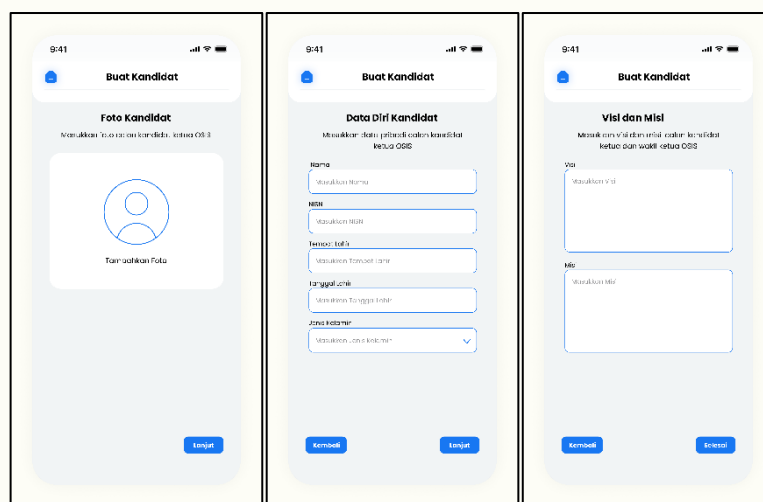 9:41
Buat Kandidat
Foto Kandidat
Masukkan foto calon kandidat ketua OSIS
Tambahkan Foto
Lanjut
9:41
Buat Kandidat
Data Diri Kandidat
Masukkan data pribadi calon kandidat
ketua OSIS
Nama
Masukkan Nama
NISN
Masukkan NISN
Tempat Lahir
Masukkan Tempat Lahir
Tanggal Lahir
Masukkan Tanggal Lahir
Jenis Kelamin
Masukkan Jenis Kelamin
Kembali
Lanjut
9:41
Buat Kandidat
Visi dan Misi
Masukkan visi dan misi calon kandidat
ketua dan wakil ketua OSIS
Visi
Masukkan Visi
Misi
Masukkan Misi
Kembali
Selesai